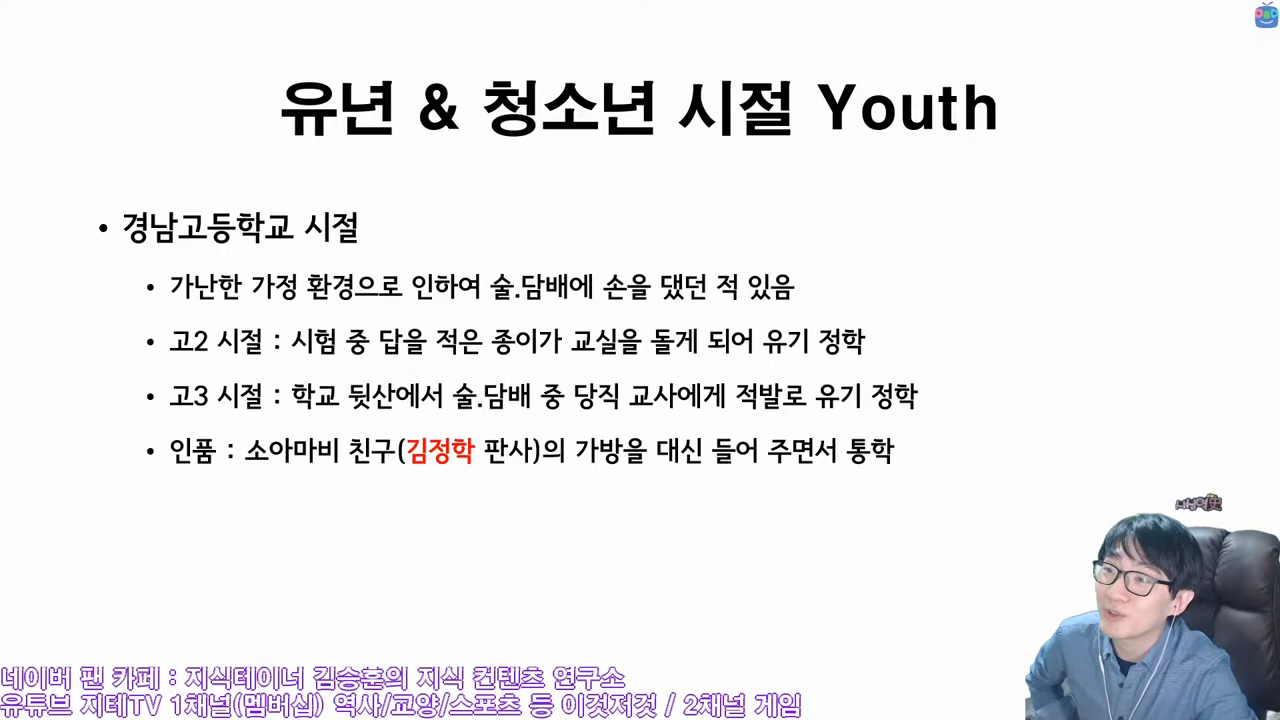 유년 & 청소년 시절 Youth
• 경남고등학교 시절
• 가난한 가정 환경으로 인하여 술.담배에 손을 댔던 적 있음
• 고2 시절 : 시험 중 답을 적은 종이가 교실을 돌게 되어 유기 정학
• 고3 시절 : 학교 뒷산에서 술.담배 중 당직 교사에게 적발로 유기 정학
• 인품 : 소아마비 친구(김정학 판사)의 가방을 대신 들어 주면서 통학
네이버 팬 카페 : 지식테이너 김승훈의 지식 컨텐츠 연구소
유튜브 지테TV 1채널(멤버십) 역사/교양/스포츠 등 이것저것 / 2채널 게임